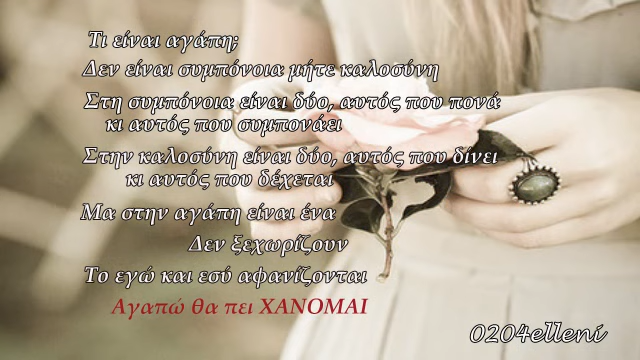 Τι είναι αγάπη;
Δεν είναι συμπόνοια μήτε καλοσύνη
Στη συμπόνοια είναι δύο, αυτός που πονά
κι αυτός που συμπονάει
Στην καλοσύνη είναι δύο, αυτός που δίνει
κι αυτός που δέχεται
Μα στην αγάπη είναι ένα
Δεν ξεχωρίζουν
Το εγώ και εσύ αφανίζονται
Αγαπώ θα πει ΧΑΝΟΜΑΙ
0204elleni